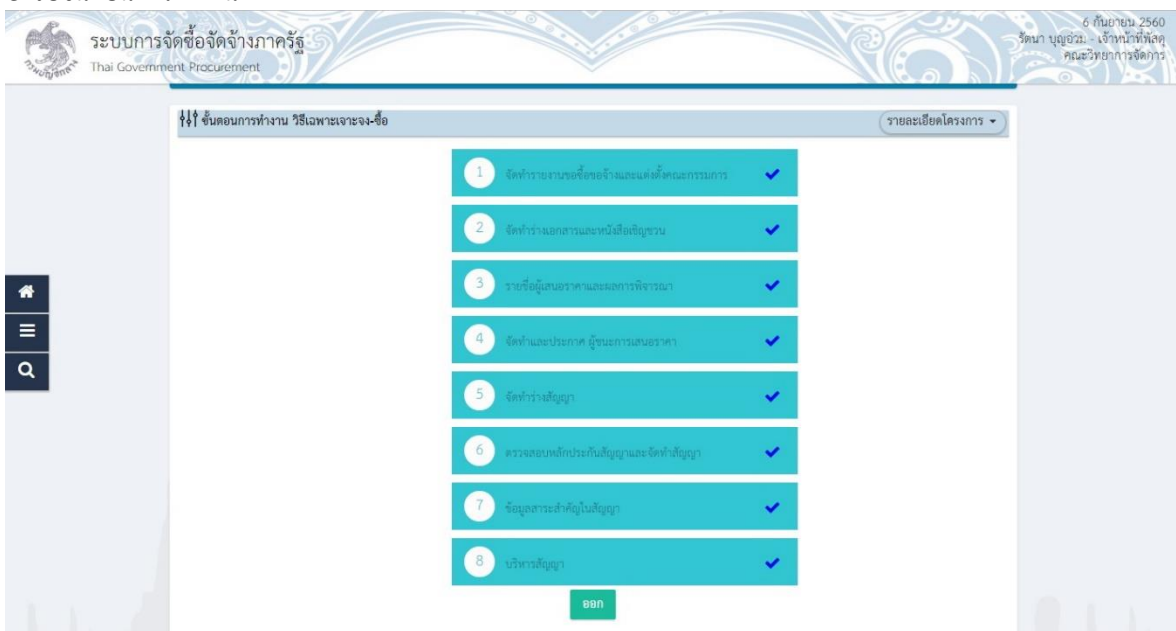 ระบบการจัดซื้อจัดจ้างภาครัฐ
Thai Government Procurement
6 กันยายน 2560
รัตนา บุญอ่วม - เจ้าหน้าที่พัสดุ
คณะวิทยาการจัดการ
กรมบัญชีกลาง
ขั้นตอนการทำงาน วิธีเฉพาะเจาะจง-ซื้อ
รายละเอียดโครงการ
1 จัดทำรายงานขอซื้อขอจ้างและแต่งตั้งคณะกรรมการ
2 จัดทำร่างเอกสารและหนังสือเชิญชวน
3 รายชื่อผู้เสนอราคาและผลการพิจารณา
4 จัดทำและประกาศ ผู้ชนะการเสนอราคา
5 จัดทำร่างสัญญา
6 ตรวจสอบหลักประกันสัญญาและจัดทำสัญญา
7 ข้อมูลสาระสำคัญในสัญญา
8 บริหารสัญญา
ออก